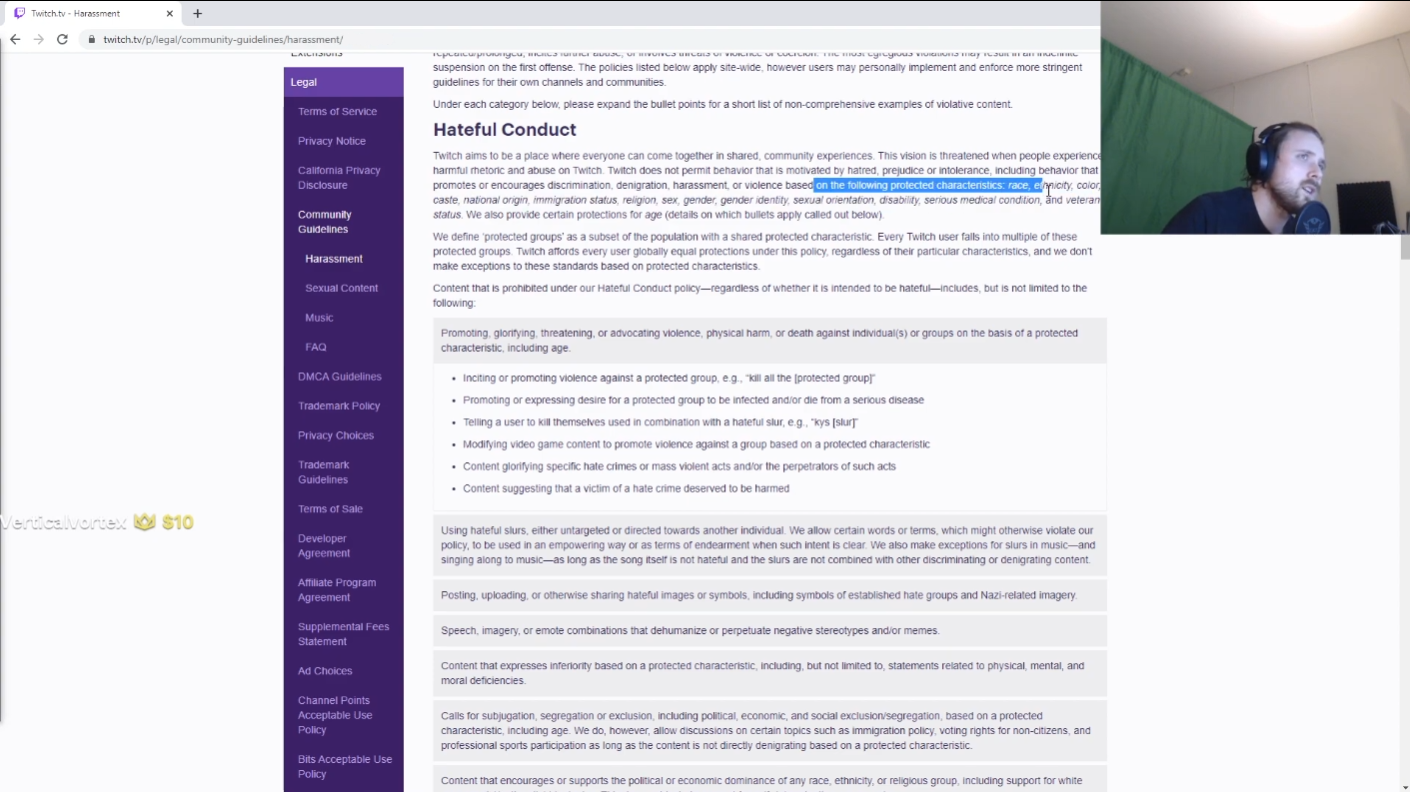 Twitch.tv - Harassment
twitch.tv/p/legal/community-guidelines/harassment/
Extensions
Legal
Terms of Service
Privacy Notice
California Privacy
Disclosure
Community
Guidelines
Harassment
Sexual Content
Music
FAQ
DMCA Guidelines
Trademark Policy
Privacy Choices
Trademark
Guidelines
Terms of Sale
Developer
Agreement
Affiliate Program
Agreement
Supplemental Fees
Statement
Ad Choices
Channel Points
Acceptable Use
Policy
Bits Acceptable Use
Policy
VerticalVortex $10
repeated/prolonged, incites further abuse, or involves threats of violence or coercion. The most egregious violations may result in an indefinite
suspension on the first offense. The policies listed below apply site-wide, however users may personally implement and enforce more stringent
guidelines for their own channels and communities.
Under each category below, please expand the bullet points for a short list of non-comprehensive examples of violative content.
Hateful Conduct
Twitch aims to be a place where everyone can come together in shared, community experiences. This vision is threatened when people experience
harmful rhetoric and abuse on Twitch. Twitch does not permit behavior that is motivated by hatred, prejudice or intolerance, including behavior that
promotes or encourages discrimination, denigration, harassment, or violence based on the following protected characteristics: race, ethnicity, color,
caste, national origin, immigration status, religion, sex, gender, gender identity, sexual orientation, disability, serious medical condition, and veteran
status. We also provide certain protections for age (details on which bullets apply called out below).
We define ‘protected groups’ as a subset of the population with a shared protected characteristic. Every Twitch user falls into multiple of these
protected groups. Twitch affords every user globally equal protections under this policy, regardless of their particular characteristics, and we don’t
make exceptions to these standards based on protected characteristics.
Content that is prohibited under our Hateful Conduct policy—regardless of whether it is intended to be hateful—includes, but is not limited to the
following:
Promoting, glorifying, threatening, or advocating violence, physical harm, or death against individual(s) or groups on the basis of a protected
characteristic, including age.
• Inciting or promoting violence against a protected group, e.g., “kill all the [protected group]”
• Promoting or expressing desire for a protected group to be infected and/or die from a serious disease
• Telling a user to kill themselves used in combination with a hateful slur, e.g., “kys [slur]”
• Modifying video game content to promote violence against a group based on a protected characteristic
• Content glorifying specific hate crimes or mass violent acts and/or the perpetrators of such acts
• Content suggesting that a victim of a hate crime deserved to be harmed
Using hateful slurs, either untargeted or directed towards another individual. We allow certain words or terms, which might otherwise violate our
policy, to be used in an empowering way or as terms of endearment when such intent is clear. We also make exceptions for slurs in music—and
singing along to music—as long as the song itself is not hateful and the slurs are not combined with other discriminating or denigrating content.
Posting, uploading, or otherwise sharing hateful images or symbols, including symbols of established hate groups and Nazi-related imagery.
Speech, imagery, or emote combinations that dehumanize or perpetuate negative stereotypes and/or memes.
Content that expresses inferiority based on a protected characteristic, including, but not limited to, statements related to physical, mental, and
moral deficiencies.
Calls for subjugation, segregation or exclusion, including political, economic, and social exclusion/segregation, based on a protected
characteristic, including age. We do, however, allow discussions on certain topics such as immigration policy, voting rights for non-citizens, and
professional sports participation as long as the content is not directly denigrating based on a protected characteristic.
Content that encourages or supports the political or economic dominance of any race, ethnicity, or religious group, including support for white